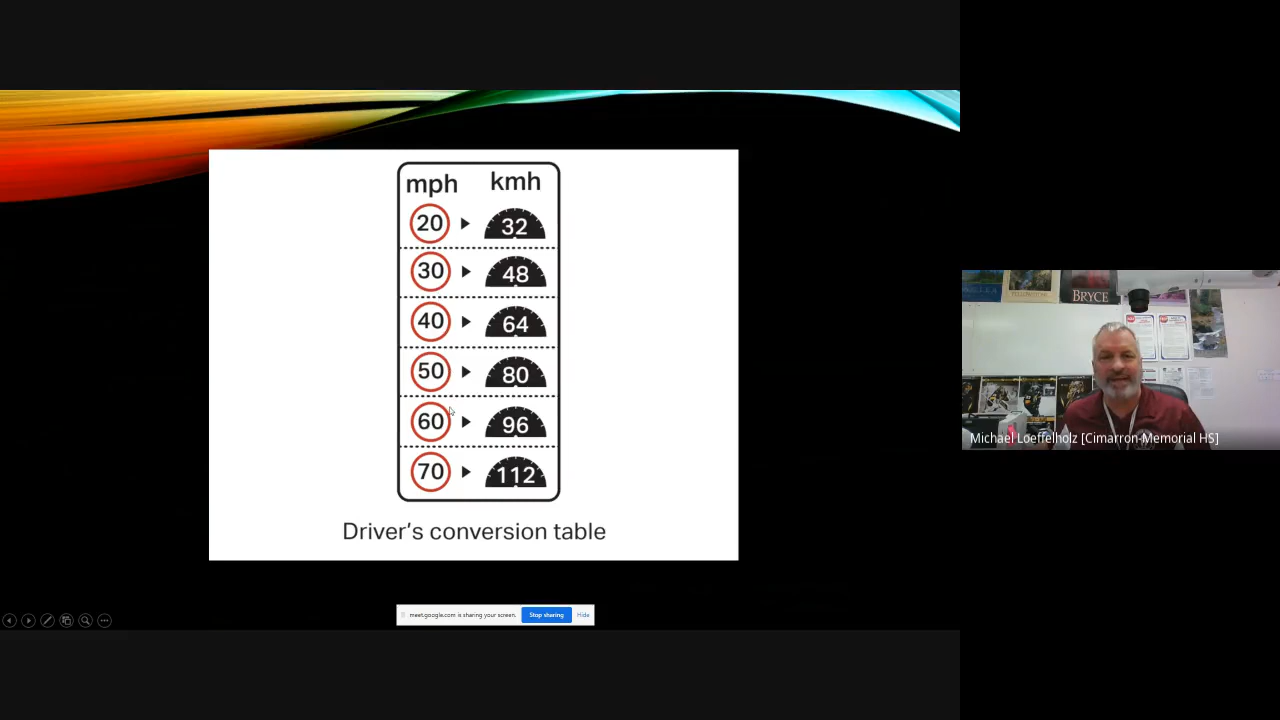 mph kmh
20 32
30 48
40 64
50 80
60 96
70 112
Driver's conversion table
meet.google.com is sharing your screen. Stop sharing Hide
YELLOWSTONE
BRYCE
Michael Loeffelholz [Cimarron-Memorial HS]